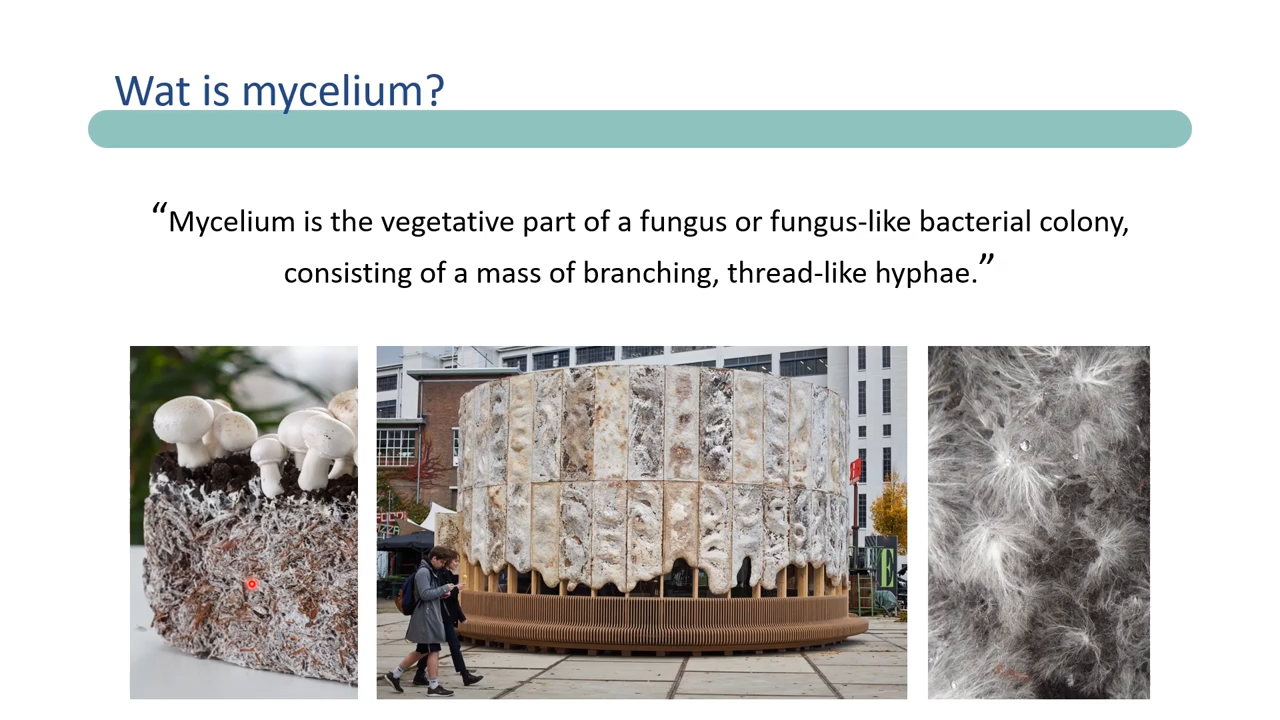 Wat is mycelium?
“Mycelium is the vegetative part of a fungus or fungus-like bacterial colony,
consisting of a mass of branching, thread-like hyphae.”